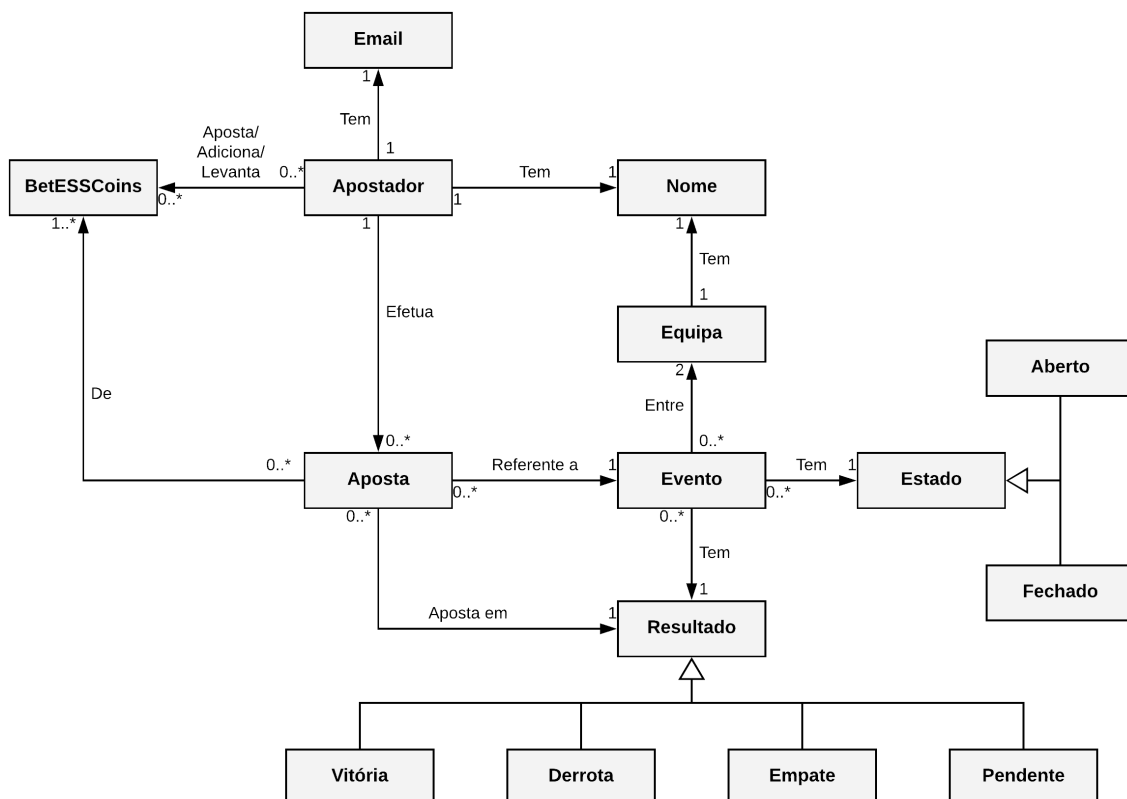 Email
1
Tem
1
Aposta/
Adiciona/
Levanta
0..*
BetESSCoins
0..*
Apostador
1
Tem
1
Nome
1..*
1
1
Tem
1
Efetua
Equipa
2
Aberto
De
Entre
0..*
0..*
0..*
Aposta
0..*
Referente a
1
Evento
0..*
Tem
1
Estado
0..*
0..*
Tem
1
Fechado
Aposta em
1
Resultado
Vitória
Derrota
Empate
Pendente